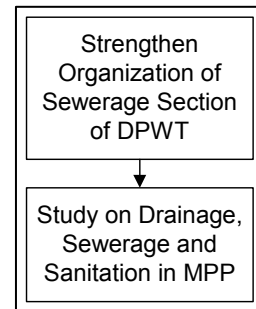 Strengthen
Organization of
Sewerage Section
of DPWT
Study on Drainage,
Sewerage and
Sanitation in MPP